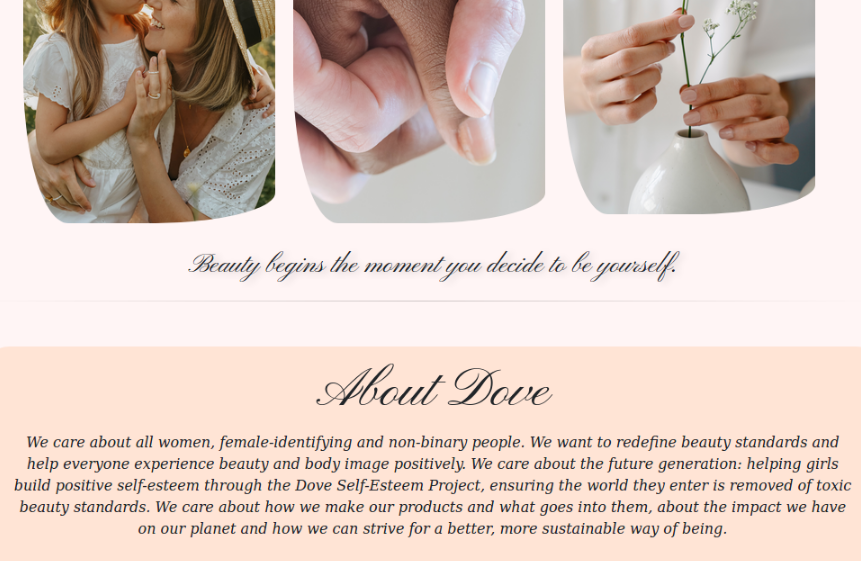 Beauty begins the moment you decide to be yourself.
About Dove
We care about all women, female-identifying and non-binary people. We want to redefine beauty standards and
help everyone experience beauty and body image positively. We care about the future generation: helping girls
build positive self-esteem through the Dove Self-Esteem Project, ensuring the world they enter is removed of toxic
beauty standards. We care about how we make our products and what goes into them, about the impact we have
on our planet and how we can strive for a better, more sustainable way of being.